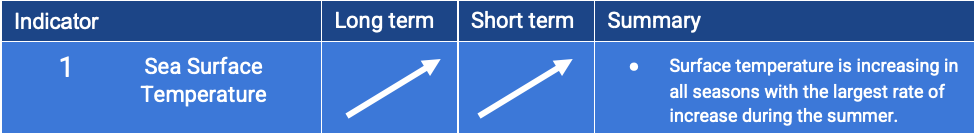 Indicator Long term Short term Summary
1 Sea Surface Temperature
• Surface temperature is increasing in
all seasons with the largest rate of
increase during the summer.